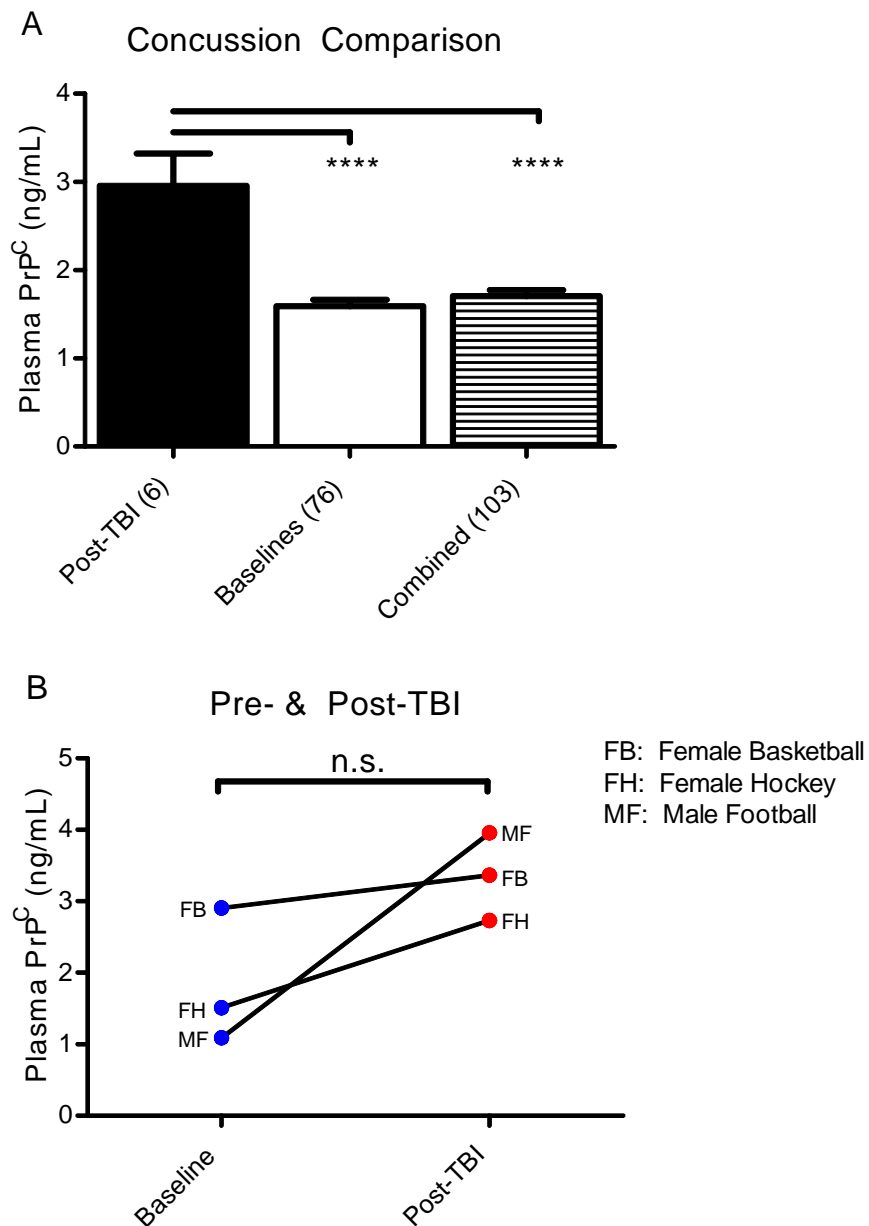 A
Concussion Comparison
Plasma PrP^C (ng/mL)
4
3
2
1
0
****
****
Post-TBI (6)
Baselines (76)
Combined (103)
B
Pre- & Post-TBI
Plasma PrP^C (ng/mL)
5
4
3
2
1
0
n.s.
FB
FH
MF
MF
FB
FH
Baseline
Post-TBI
FB: Female Basketball
FH: Female Hockey
MF: Male Football